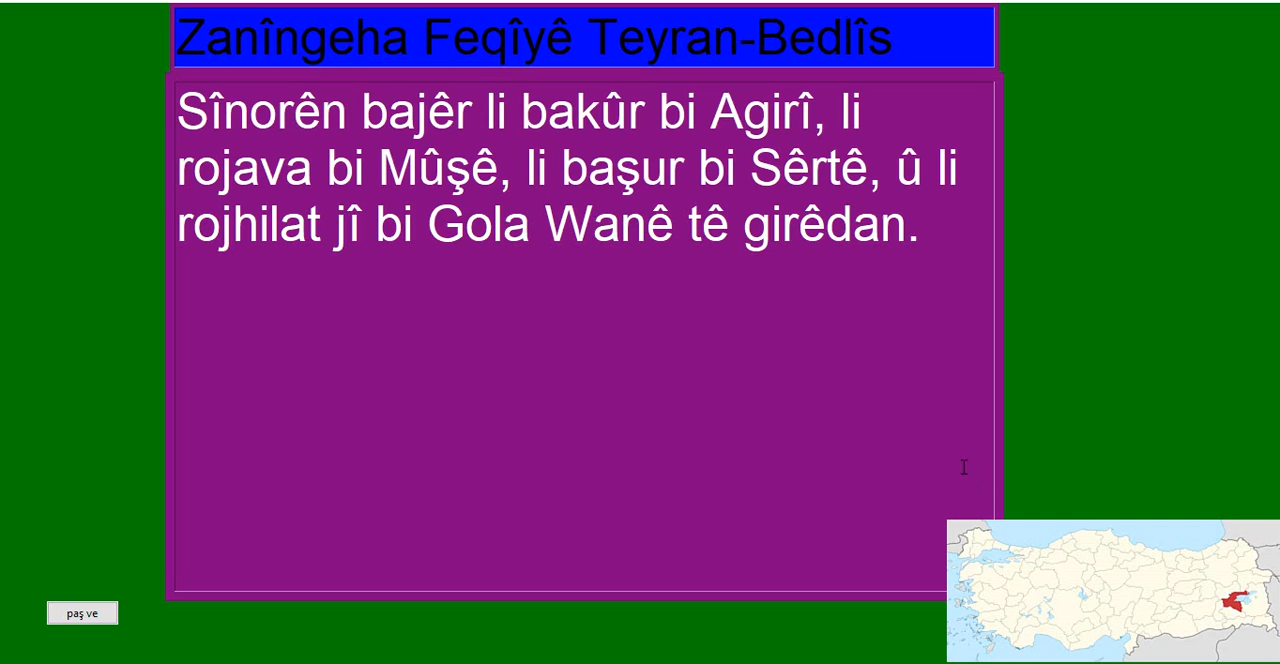 Zanîngeha Feqîyê Teyran-Bedlîs
Sînorên bajêr li bakûr bi Agirî, li
rojava bi Mûşê, li başur bi Sêrtê, û li
rojhilat jî bi Gola Wanê tê girêdan.
paş ve